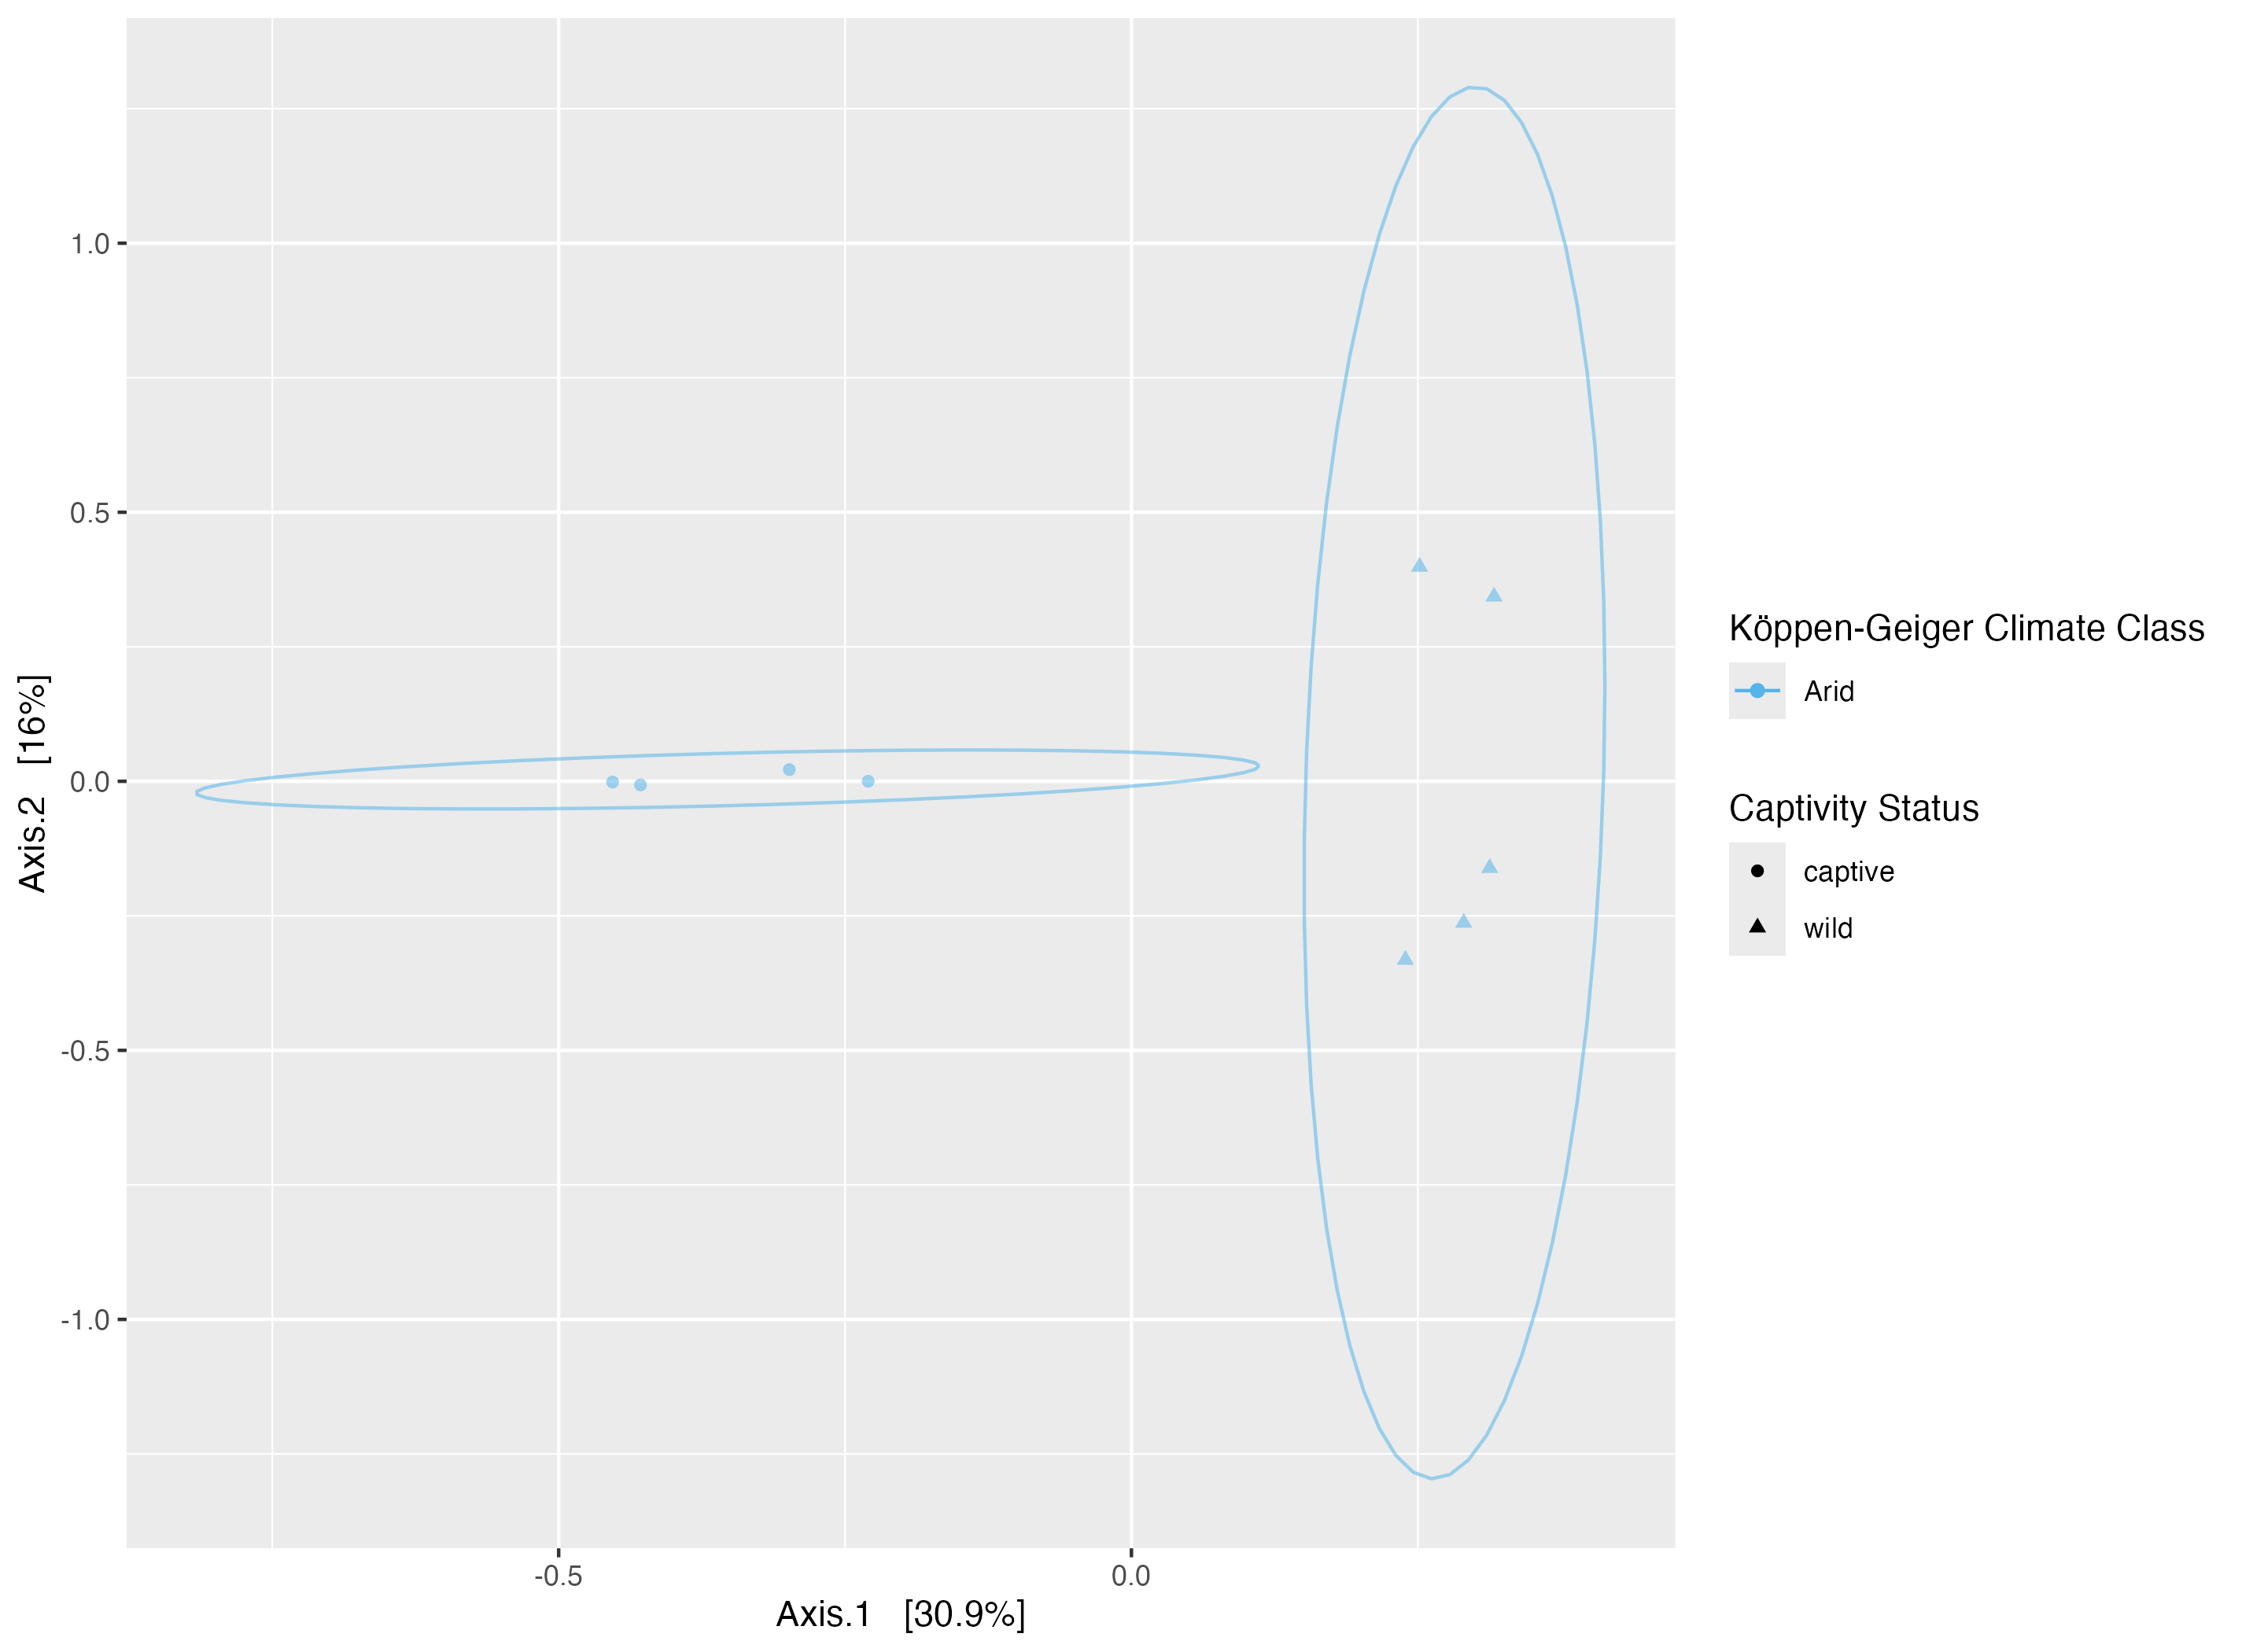 1.0
0.5
0.0
-0.5
-1.0
Axis.2 [16%]
-0.5 0.0
Axis.1 [30.9%]
Köppen-Geiger Climate Class
Arid
Captivity Status
captive
wild